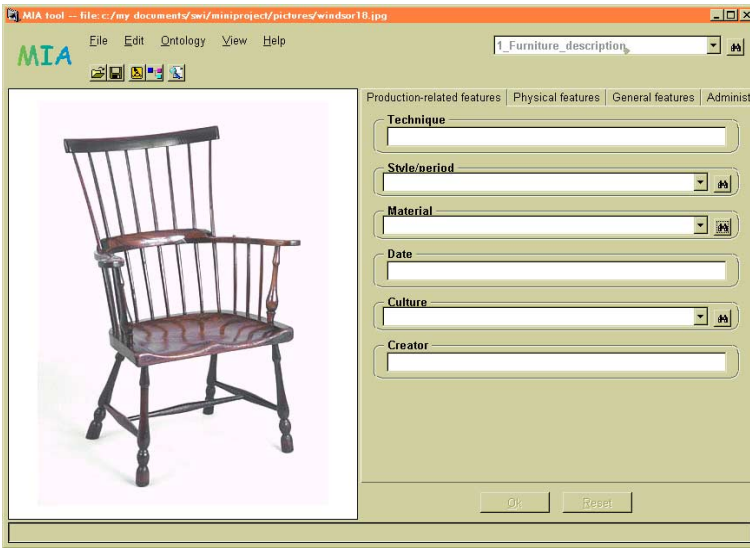 MIA tool -- file: c:/my documents/swi/miniproject/pictures/windsor18.jpg
MIA
File Edit Ontology View Help
1_Furniture_description
Production-related features Physical features General features Administ
Technique
Style/period
Material
Date
Culture
Creator
Ok Reset